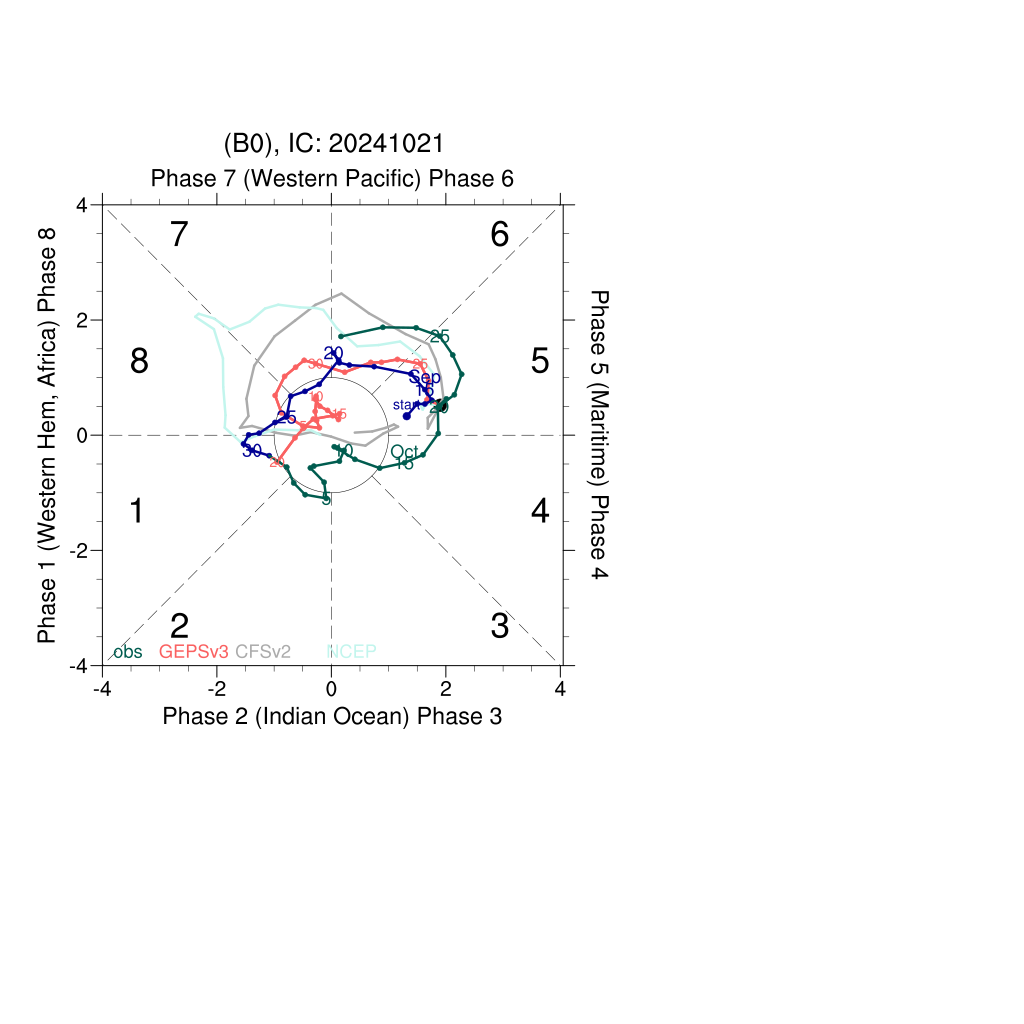 (B0), IC: 20241021
Phase 7 (Western Pacific) Phase 6
Phase 1 (Western Hem, Africa) Phase 8
Phase 5 (Maritime) Phase 4
4
2
0
-2
-4
7
6
8
5
1
4
2
3
20
30
25
25
Sep
15
start
20
10
15
25
Oct
10
15
30
20
5
obs GEPSv3 CFSv2 NCEP
-4 -2 0 2 4
Phase 2 (Indian Ocean) Phase 3